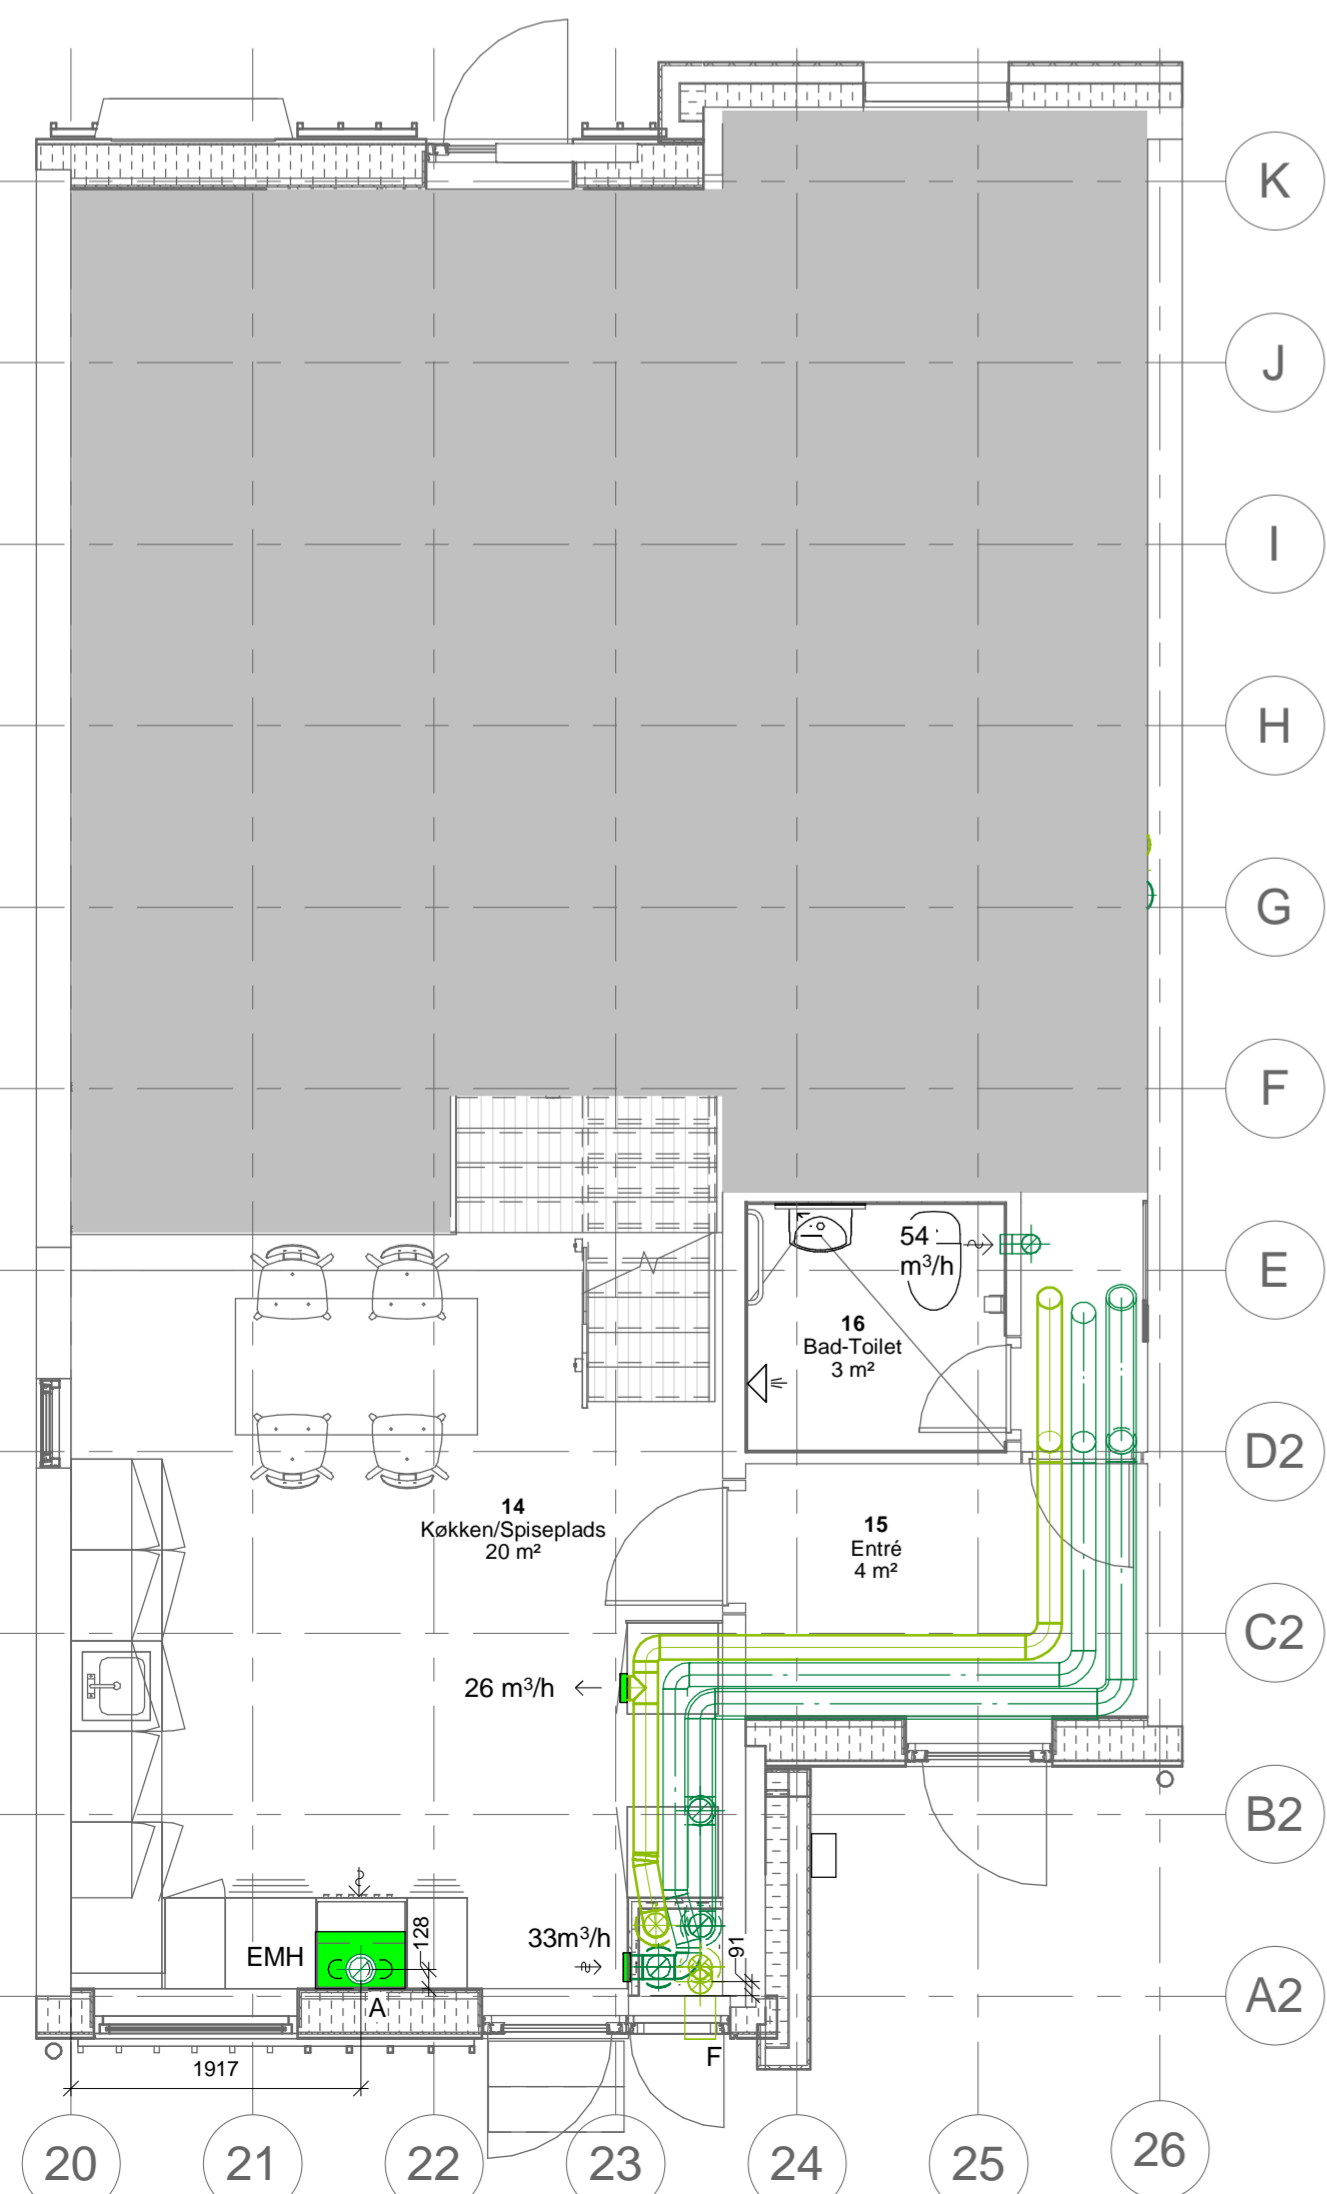 K
J
I
H
G
F
E
54
m³/h
16
Bad-Toilet
3 m²
D2
14
Køkken/Spiseplads
20 m²
15
Entré
4 m²
C2
26 m³/h
B2
33m³/h
128
91
EMH
A
A2
F
1917
20
21
22
23
24
25
26